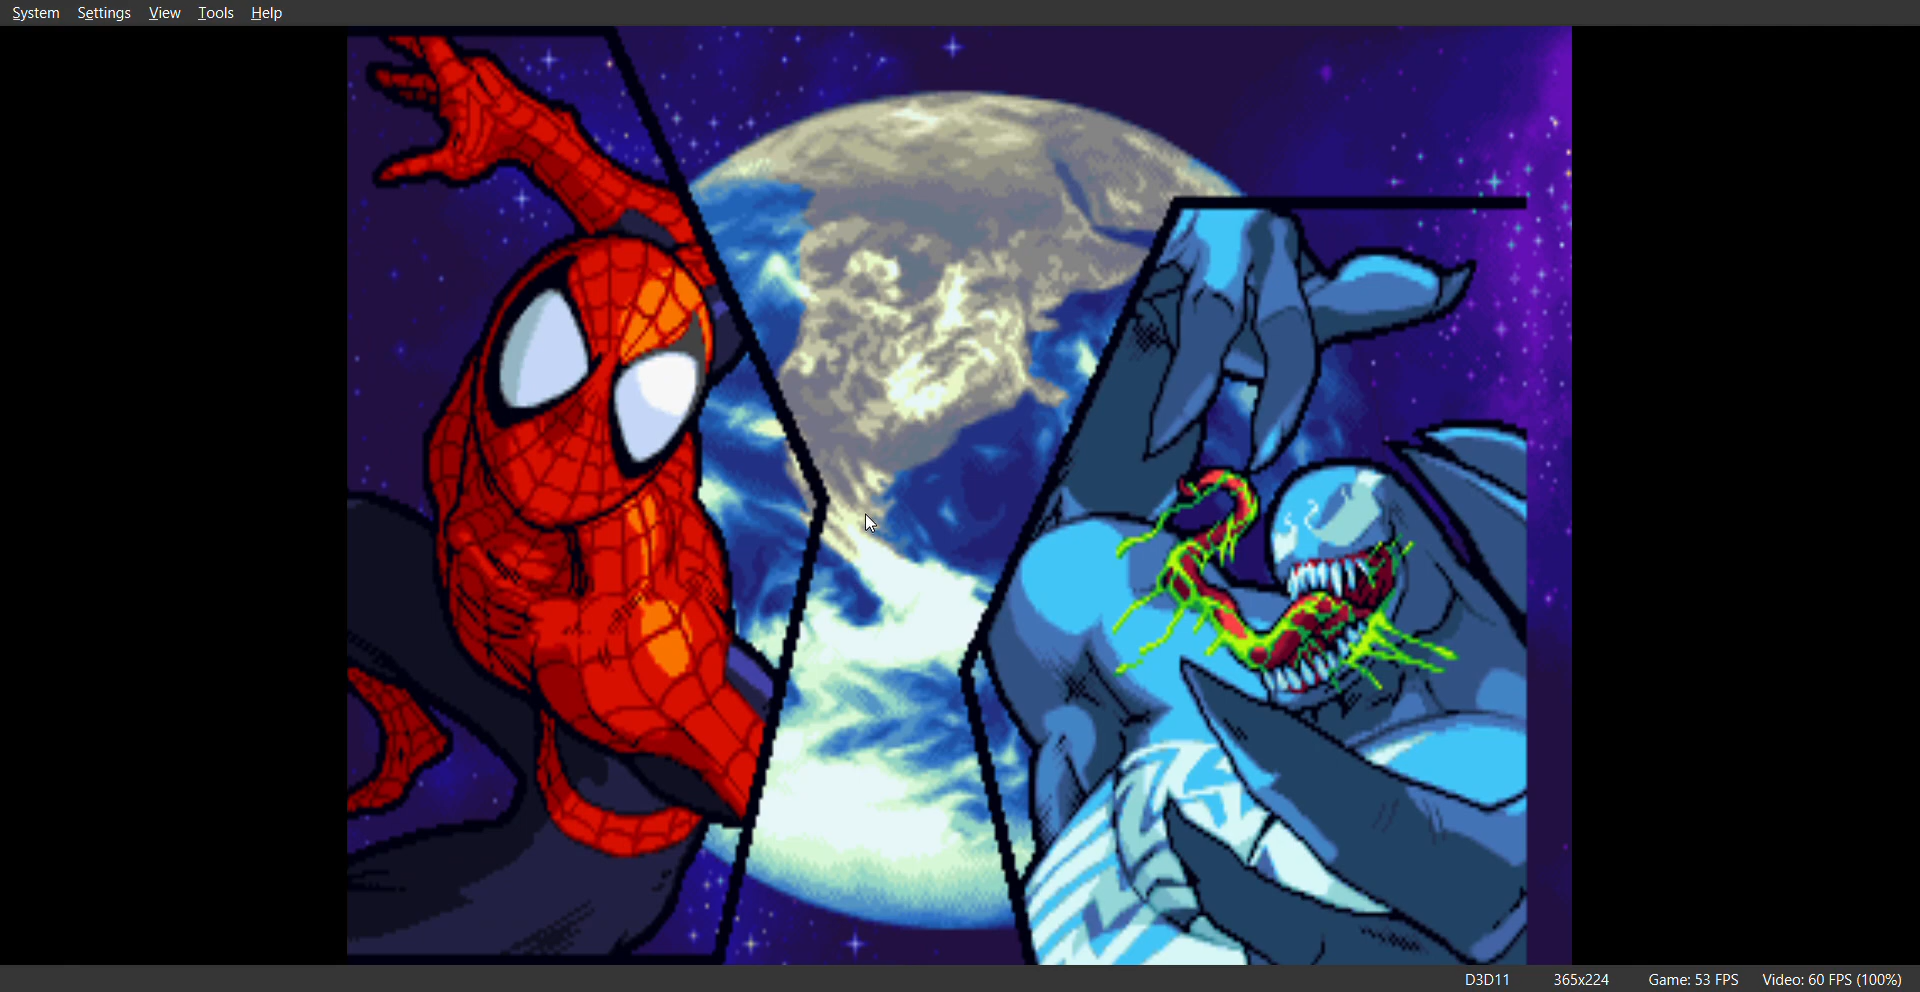 System Settings View Tools Help
D3D11 365x224 Game: 53 FPS Video: 60 FPS (100%)